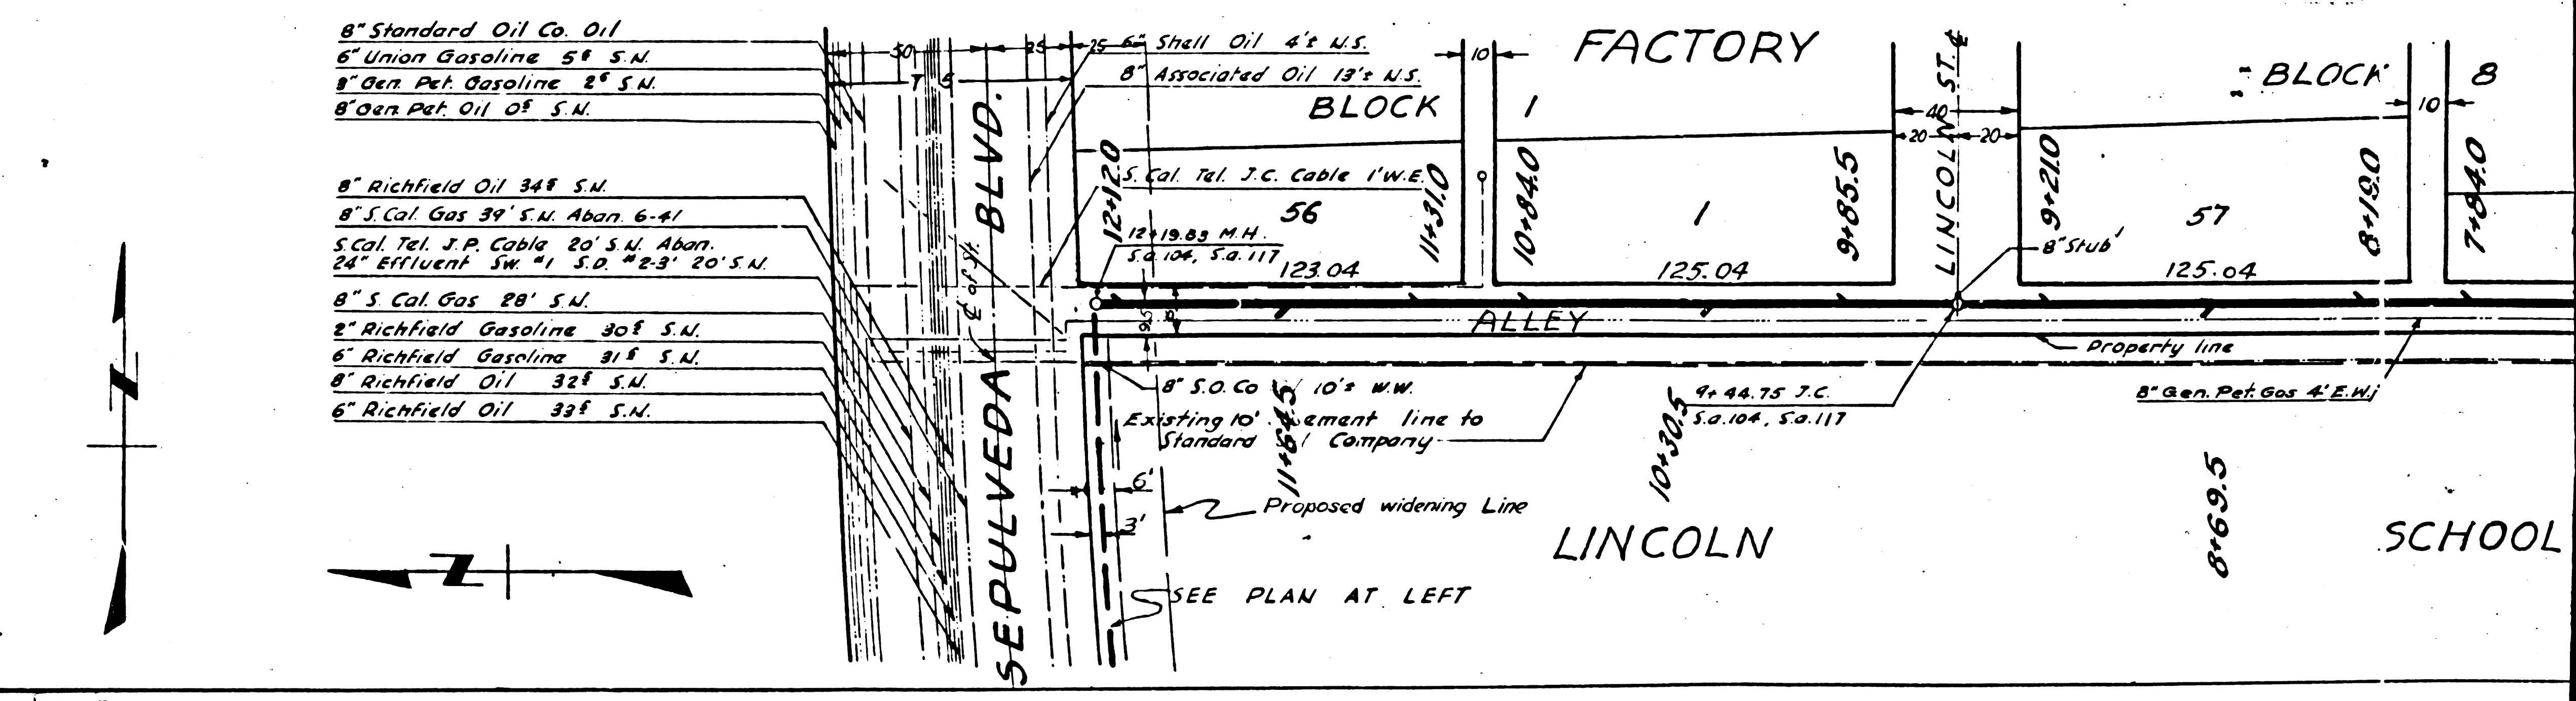 8" Standard Oil Co. Oil
6" Union Gasoline 5± S.N.
8" Gen. Pet. Gasoline 2± S.N.
8" Gen. Pet. Oil 0± S.N.
8" Richfield Oil 34± S.N.
8" S. Cal. Gas 39' S.N. Aban. 6-41
S. Cal. Tel. J.P. Cable 20' S.N. Aban.
24" Effluent Sw. #1 S.D. #2-3' 20' S.N.
8" S. Cal. Gas 28' S.N.
2" Richfield Gasoline 30± S.N.
6" Richfield Gasoline 31± S.N.
8" Richfield Oil 32± S.N.
6" Richfield Oil 33± S.N.
N
N
50
25
25
7 5
SEPULVEDA BLVD.
6" Shell Oil 4'± N.S.
8" Associated Oil 13'± N.S.
10
FACTORY
BLOCK 1
BLOCK 8
10
LINCOLN ST. ℄
40
20
20
12+12.0
S. Cal. Tel. J.C. Cable 1' W.E.
56
12+19.83 M.H.
S.a. 104, S.a. 117
123.04
11+31.0
10+84.0
1
125.04
9+85.5
9+21.0
57
8" Stub
125.04
8+19.0
7+84.0
ALLEY
Property line
8" S.O. Co 10'± W.W.
Existing 10' ement line to
Standard Company
11+64.5
10+30.5
9+44.75 J.C.
S.a. 104, S.a. 117
8" Gen. Pet. Gas 4' E.W.
6'
3'
Proposed widening Line
LINCOLN
8+69.5
SCHOOL
SEE PLAN AT LEFT